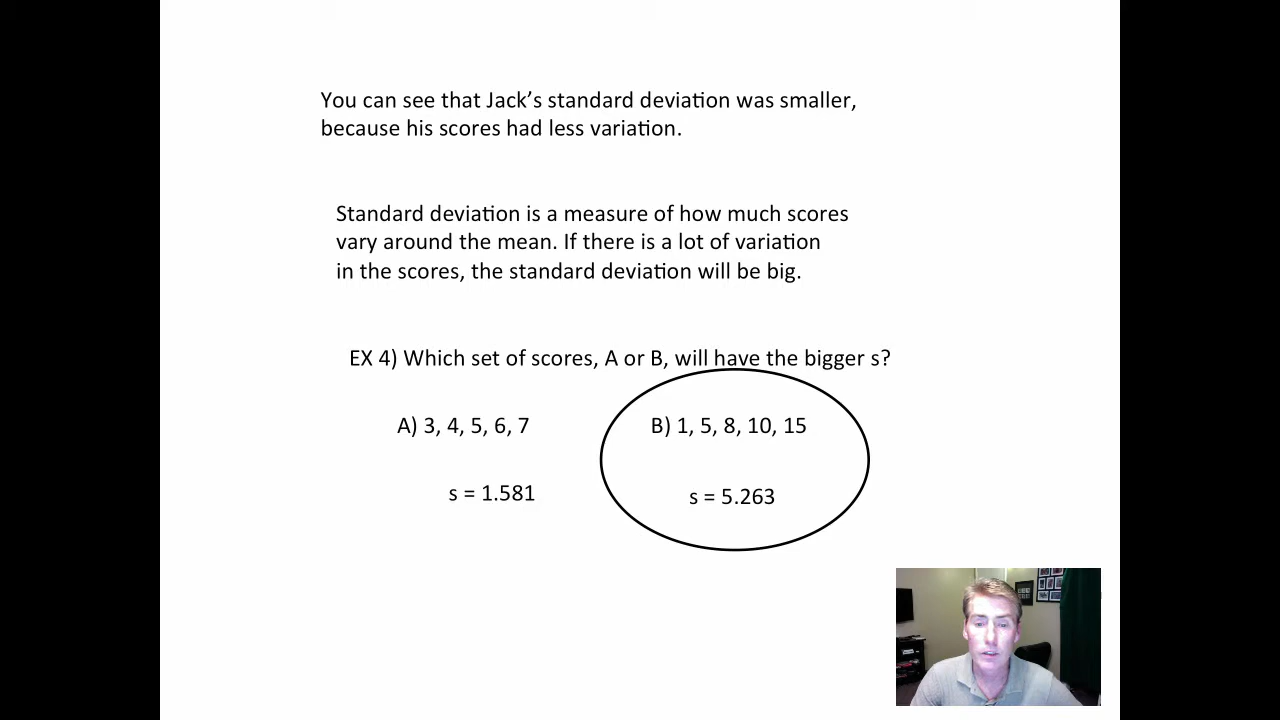 You can see that Jack’s standard deviation was smaller,
because his scores had less variation.
Standard deviation is a measure of how much scores
vary around the mean. If there is a lot of variation
in the scores, the standard deviation will be big.
EX 4) Which set of scores, A or B, will have the bigger s?
A) 3, 4, 5, 6, 7
B) 1, 5, 8, 10, 15
s = 1.581
s = 5.263